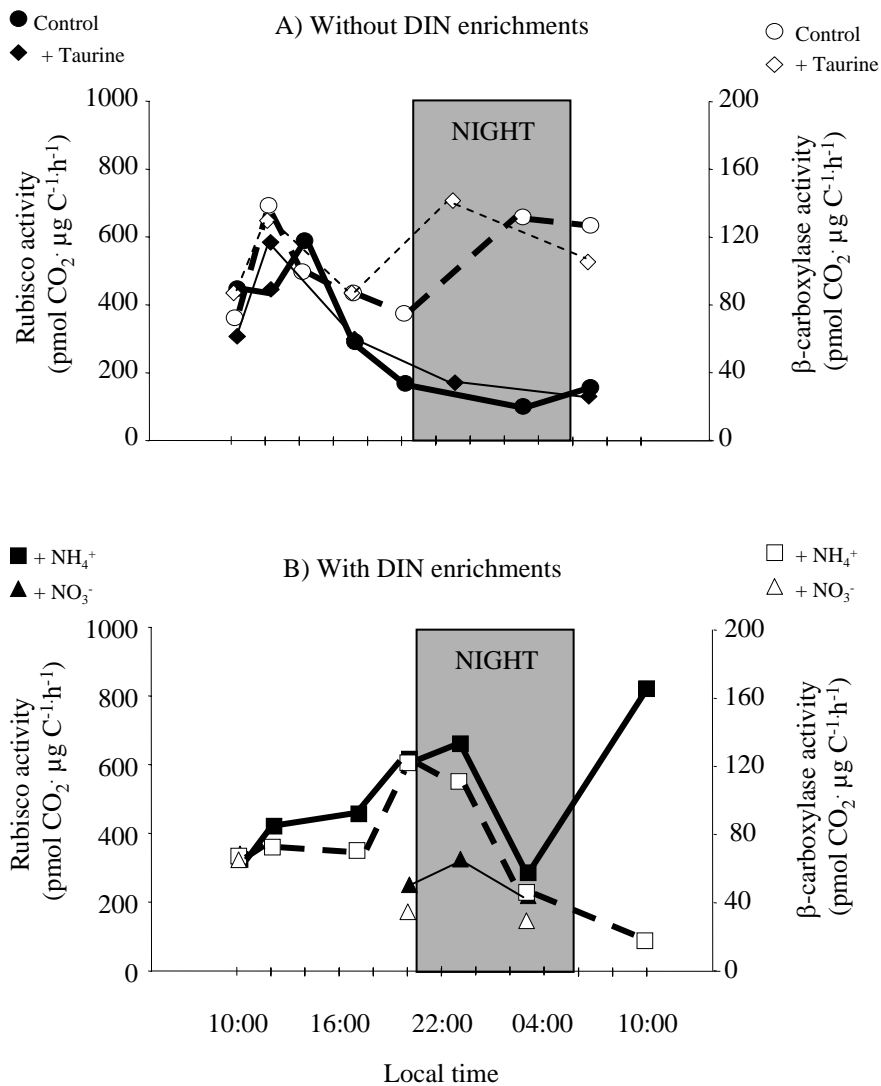 A) Without DIN enrichments
Control
+ Taurine
Control
+ Taurine
1000
800
600
400
200
0
Rubisco activity
(pmol CO₂· µg C⁻¹·h⁻¹)
NIGHT
200
160
120
80
40
0
β-carboxylase activity
(pmol CO₂· µg C⁻¹·h⁻¹)
B) With DIN enrichments
+ NH₄⁺
+ NO₃⁻
+ NH₄⁺
+ NO₃⁻
1000
800
600
400
200
0
Rubisco activity
(pmol CO₂· µg C⁻¹·h⁻¹)
NIGHT
200
160
120
80
40
0
β-carboxylase activity
(pmol CO₂· µg C⁻¹·h⁻¹)
10:00 16:00 22:00 04:00 10:00
Local time